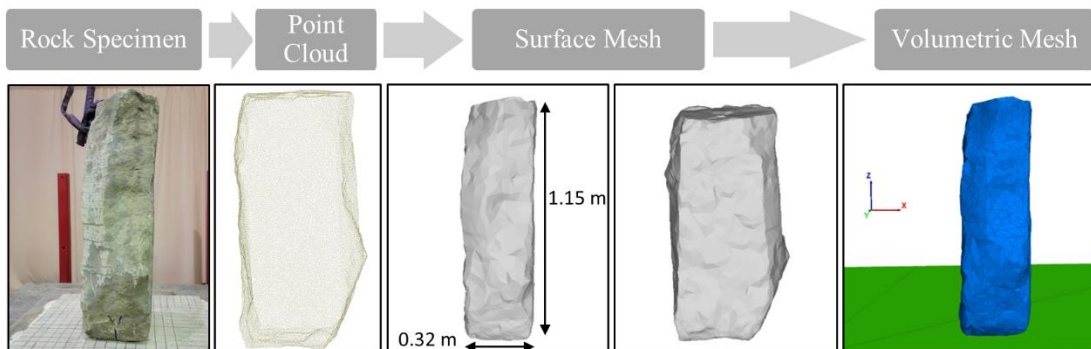 Rock Specimen
Point
Cloud
Surface Mesh
Volumetric Mesh
1.15 m
0.32 m
Z
X
Y